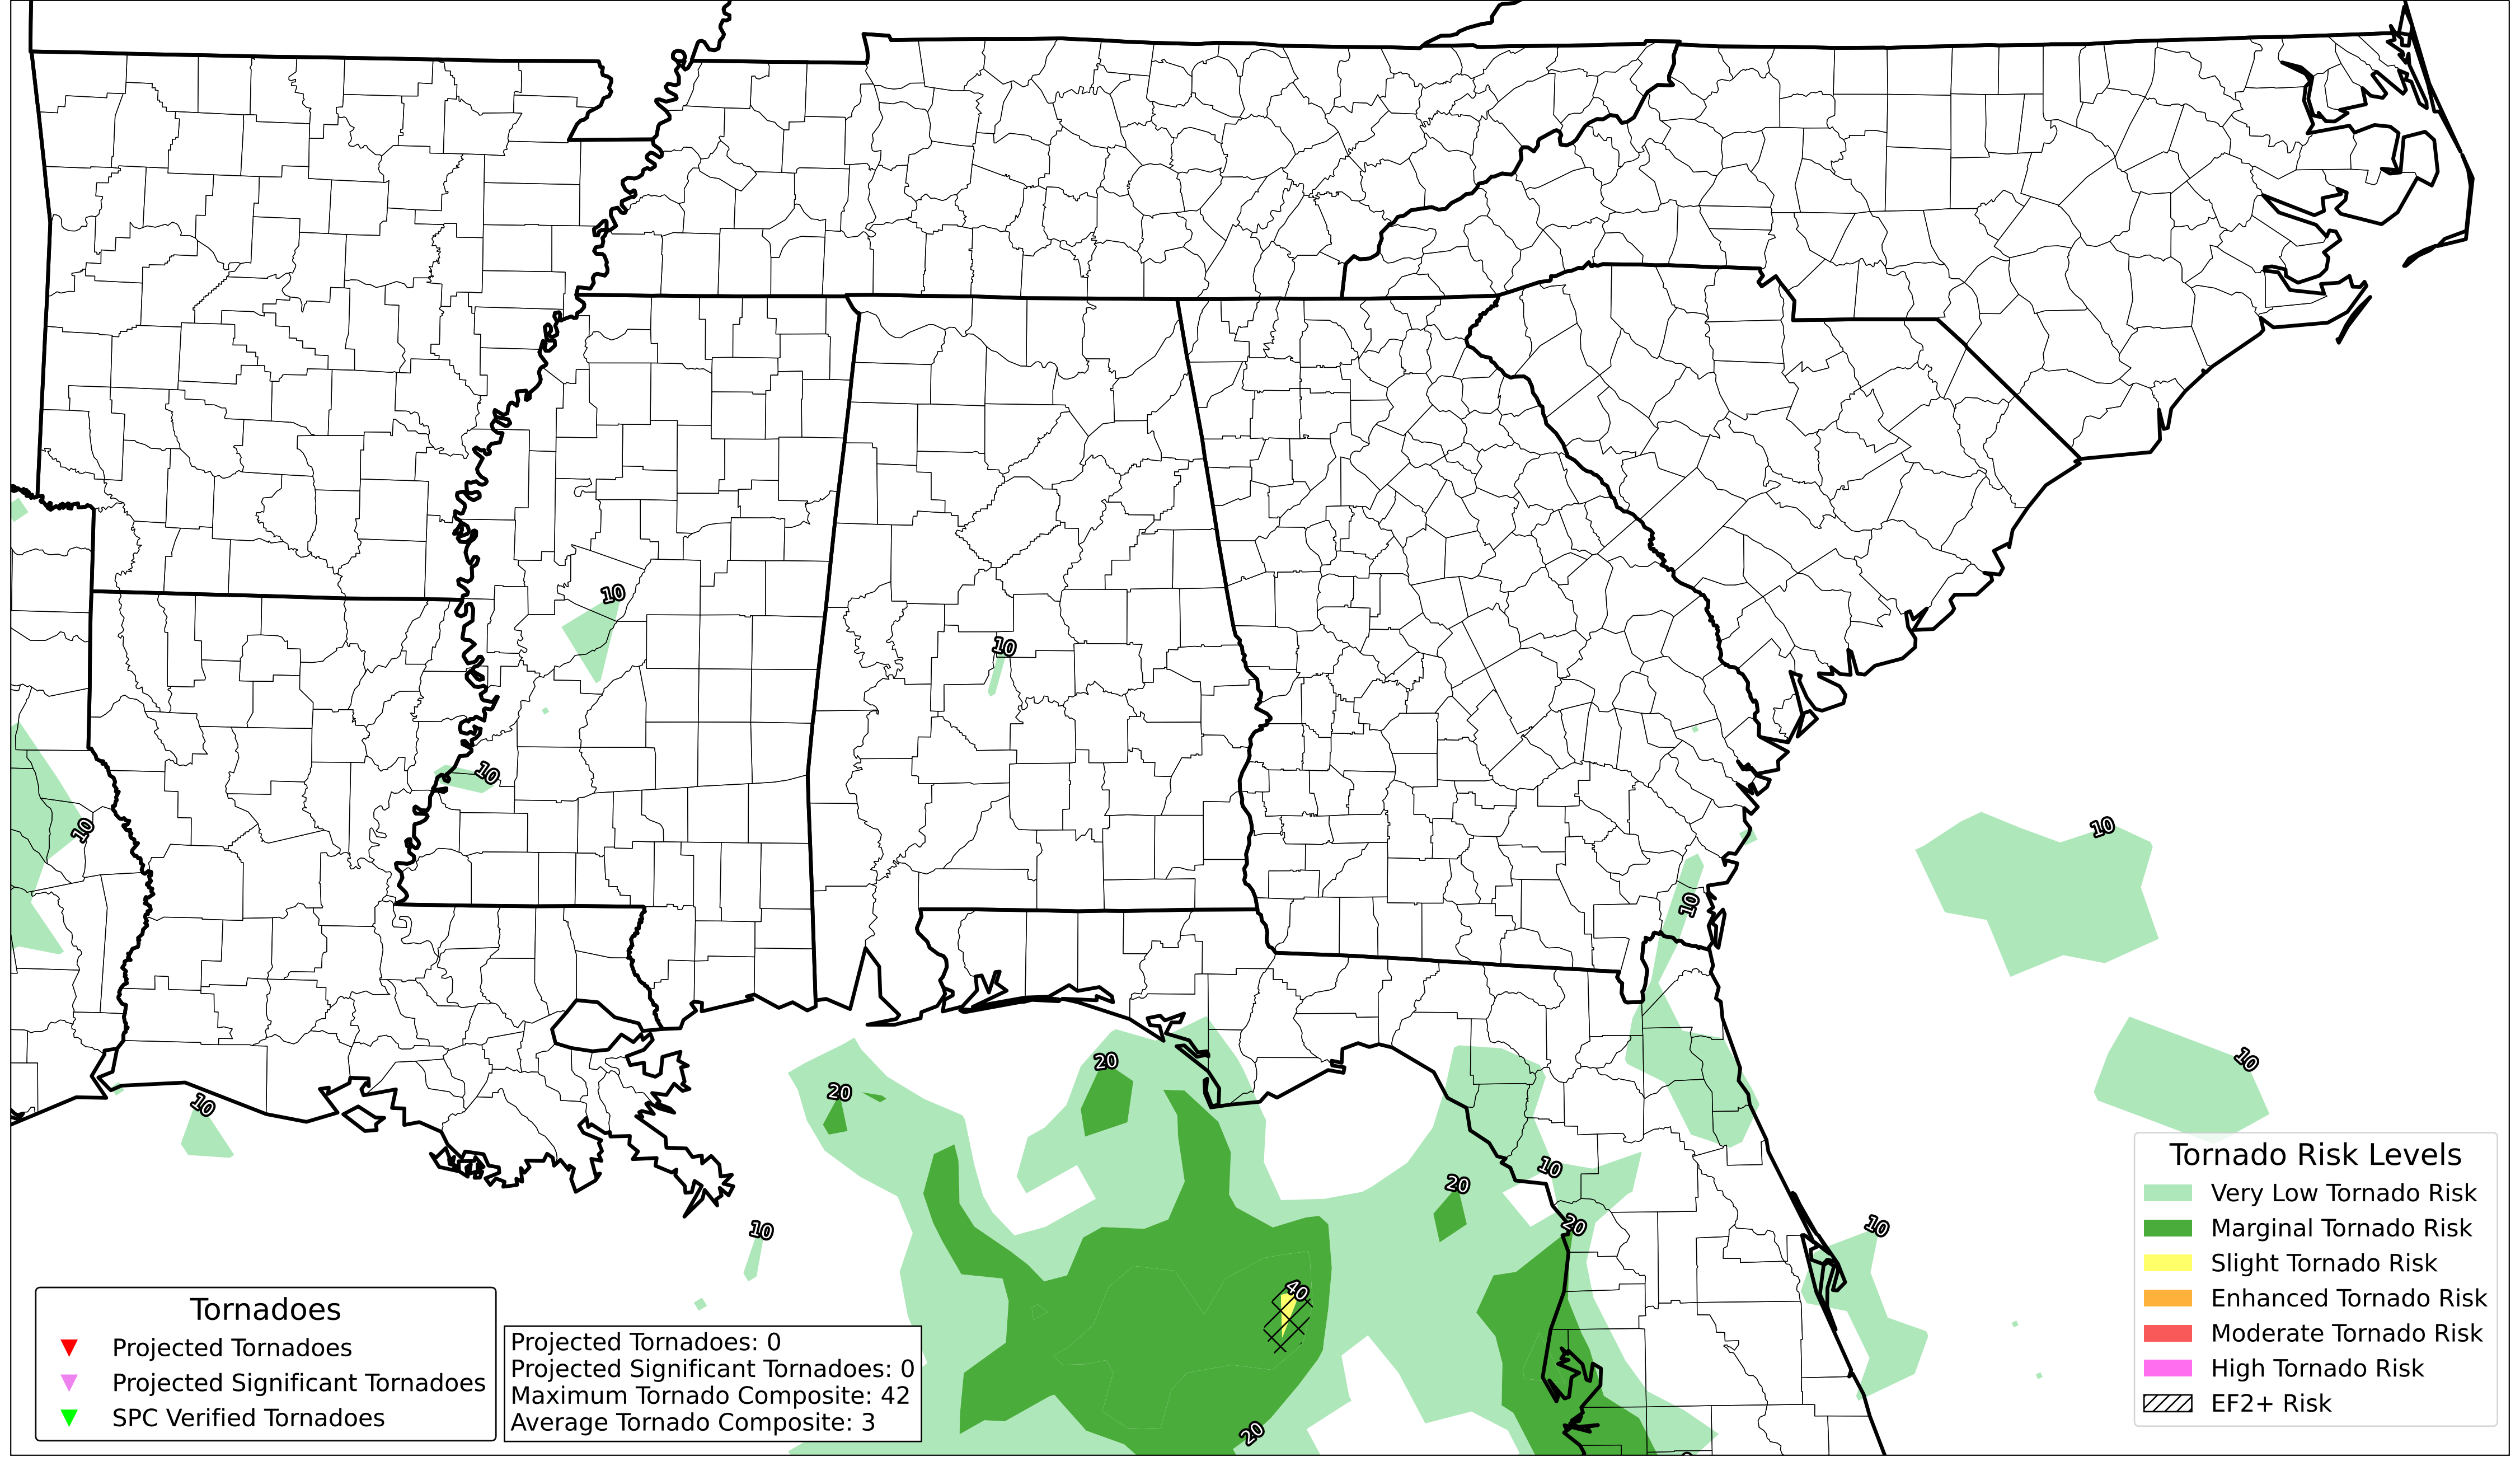 10
10
10
10
10
10
10
20
20
10
10
10
20
10
20
10
40
20
Tornadoes
Projected Tornadoes
Projected Significant Tornadoes
SPC Verified Tornadoes
Projected Tornadoes: 0
Projected Significant Tornadoes: 0
Maximum Tornado Composite: 42
Average Tornado Composite: 3
Tornado Risk Levels
Very Low Tornado Risk
Marginal Tornado Risk
Slight Tornado Risk
Enhanced Tornado Risk
Moderate Tornado Risk
High Tornado Risk
EF2+ Risk